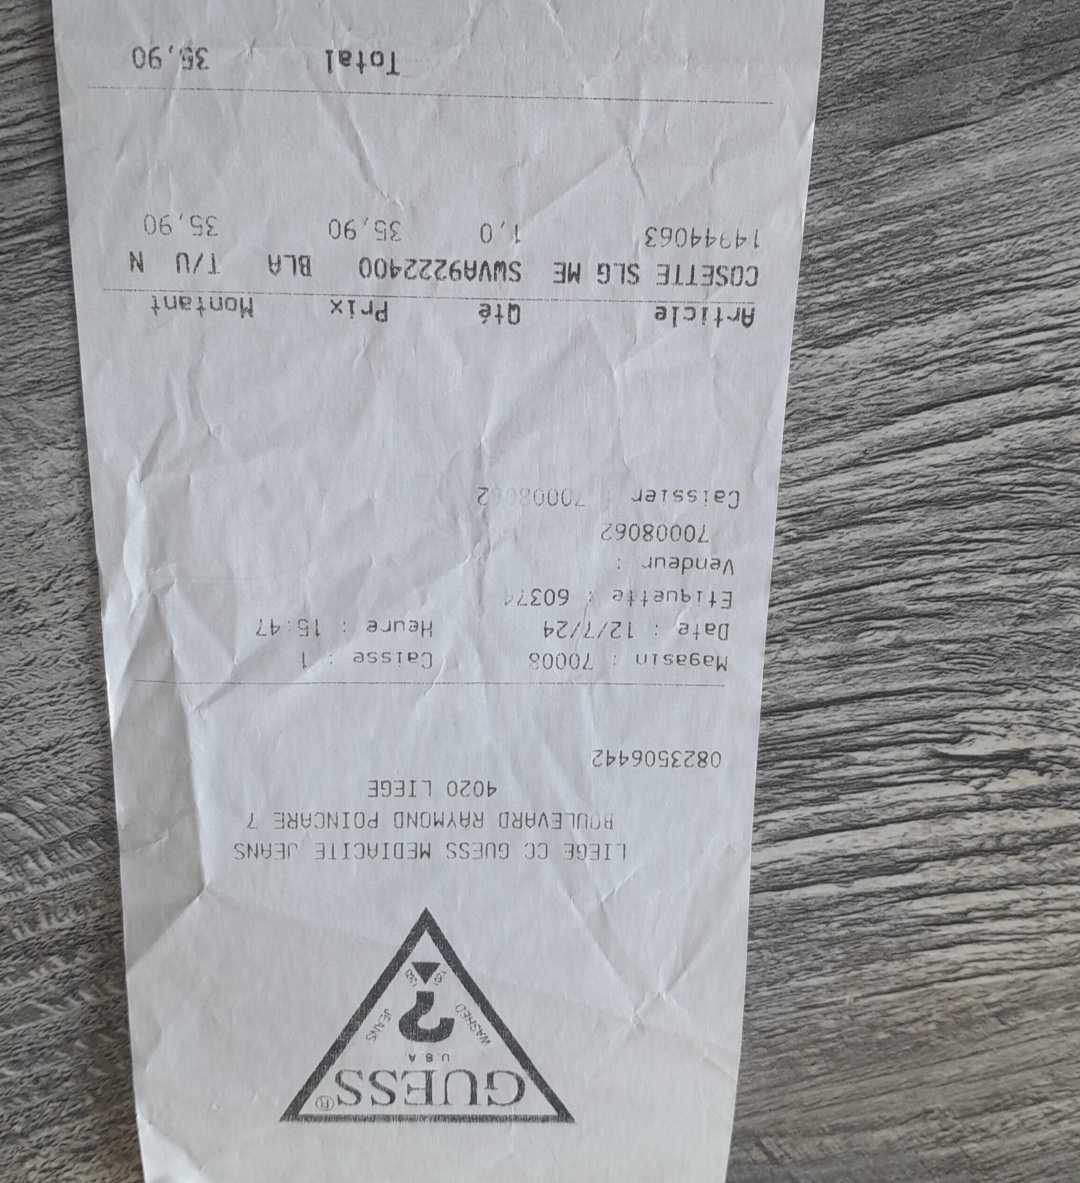 GUESS®
U.S.A
WASHED JEANS
?
LIEGE CC GUESS MEDIACITE JEANS
BOULEVARD RAYMOND POINCARE 7
4020 LIEGE
0823506442
Magasin : 70008 Caisse : 1
Date : 12/7/24 Heure : 15:47
Etiquette : 60374
Vendeur :
70008062
Caissier : 70008062
Article Qté Prix Montant
COSETTE SLG ME SWVA9222400 BLA T/U N
14944063 1,0 35,90 35,90
Total 35,90